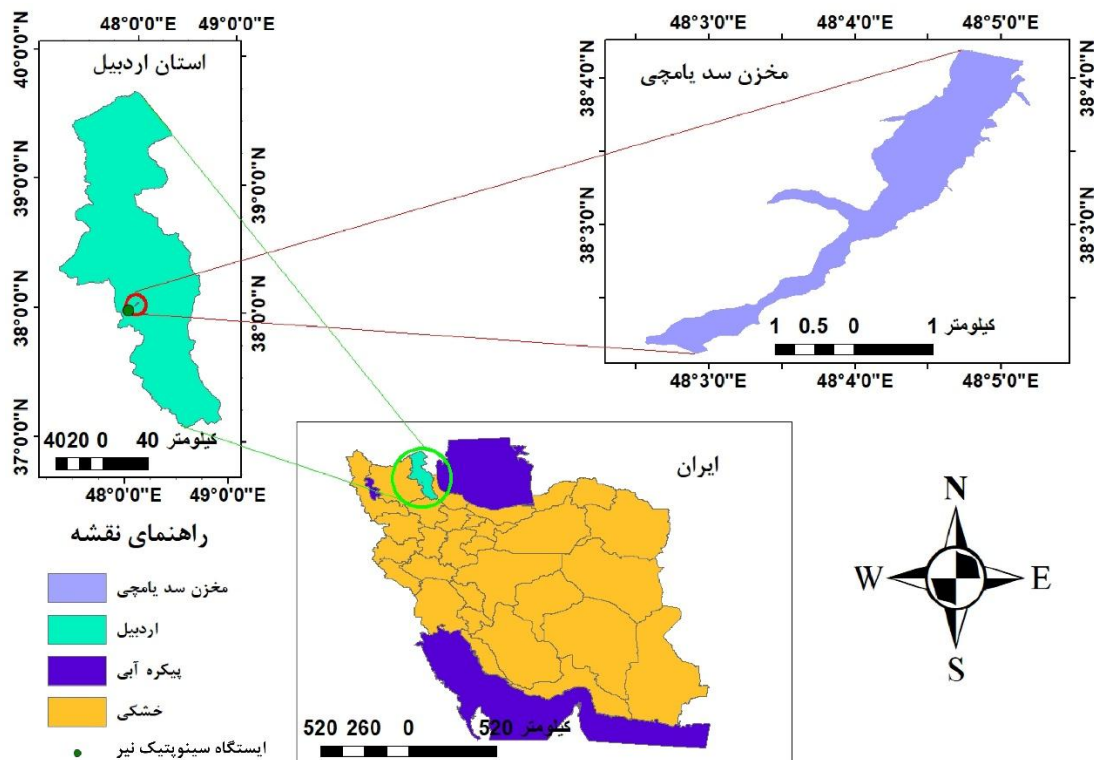 48°0'0"E 49°0'0"E
استان اردبیل
40°0'0"N
39°0'0"N
38°0'0"N
37°0'0"N
39°0'0"N
38°0'0"N
37°0'0"N
4020 0 40 کیلومتر
48°0'0"E 49°0'0"E
48°3'0"E 48°4'0"E 48°5'0"E
مخزن سد یامچی
38°4'0"N
38°3'0"N
38°4'0"N
38°3'0"N
1 0.5 0 1 کیلومتر
48°3'0"E 48°4'0"E 48°5'0"E
ایران
520 260 0 520 کیلومتر
راهنمای نقشه
مخزن سد یامچی
اردبیل
پیکره آبی
خشکی
ایستگاه سینوپتیک نیر
N
W E
S